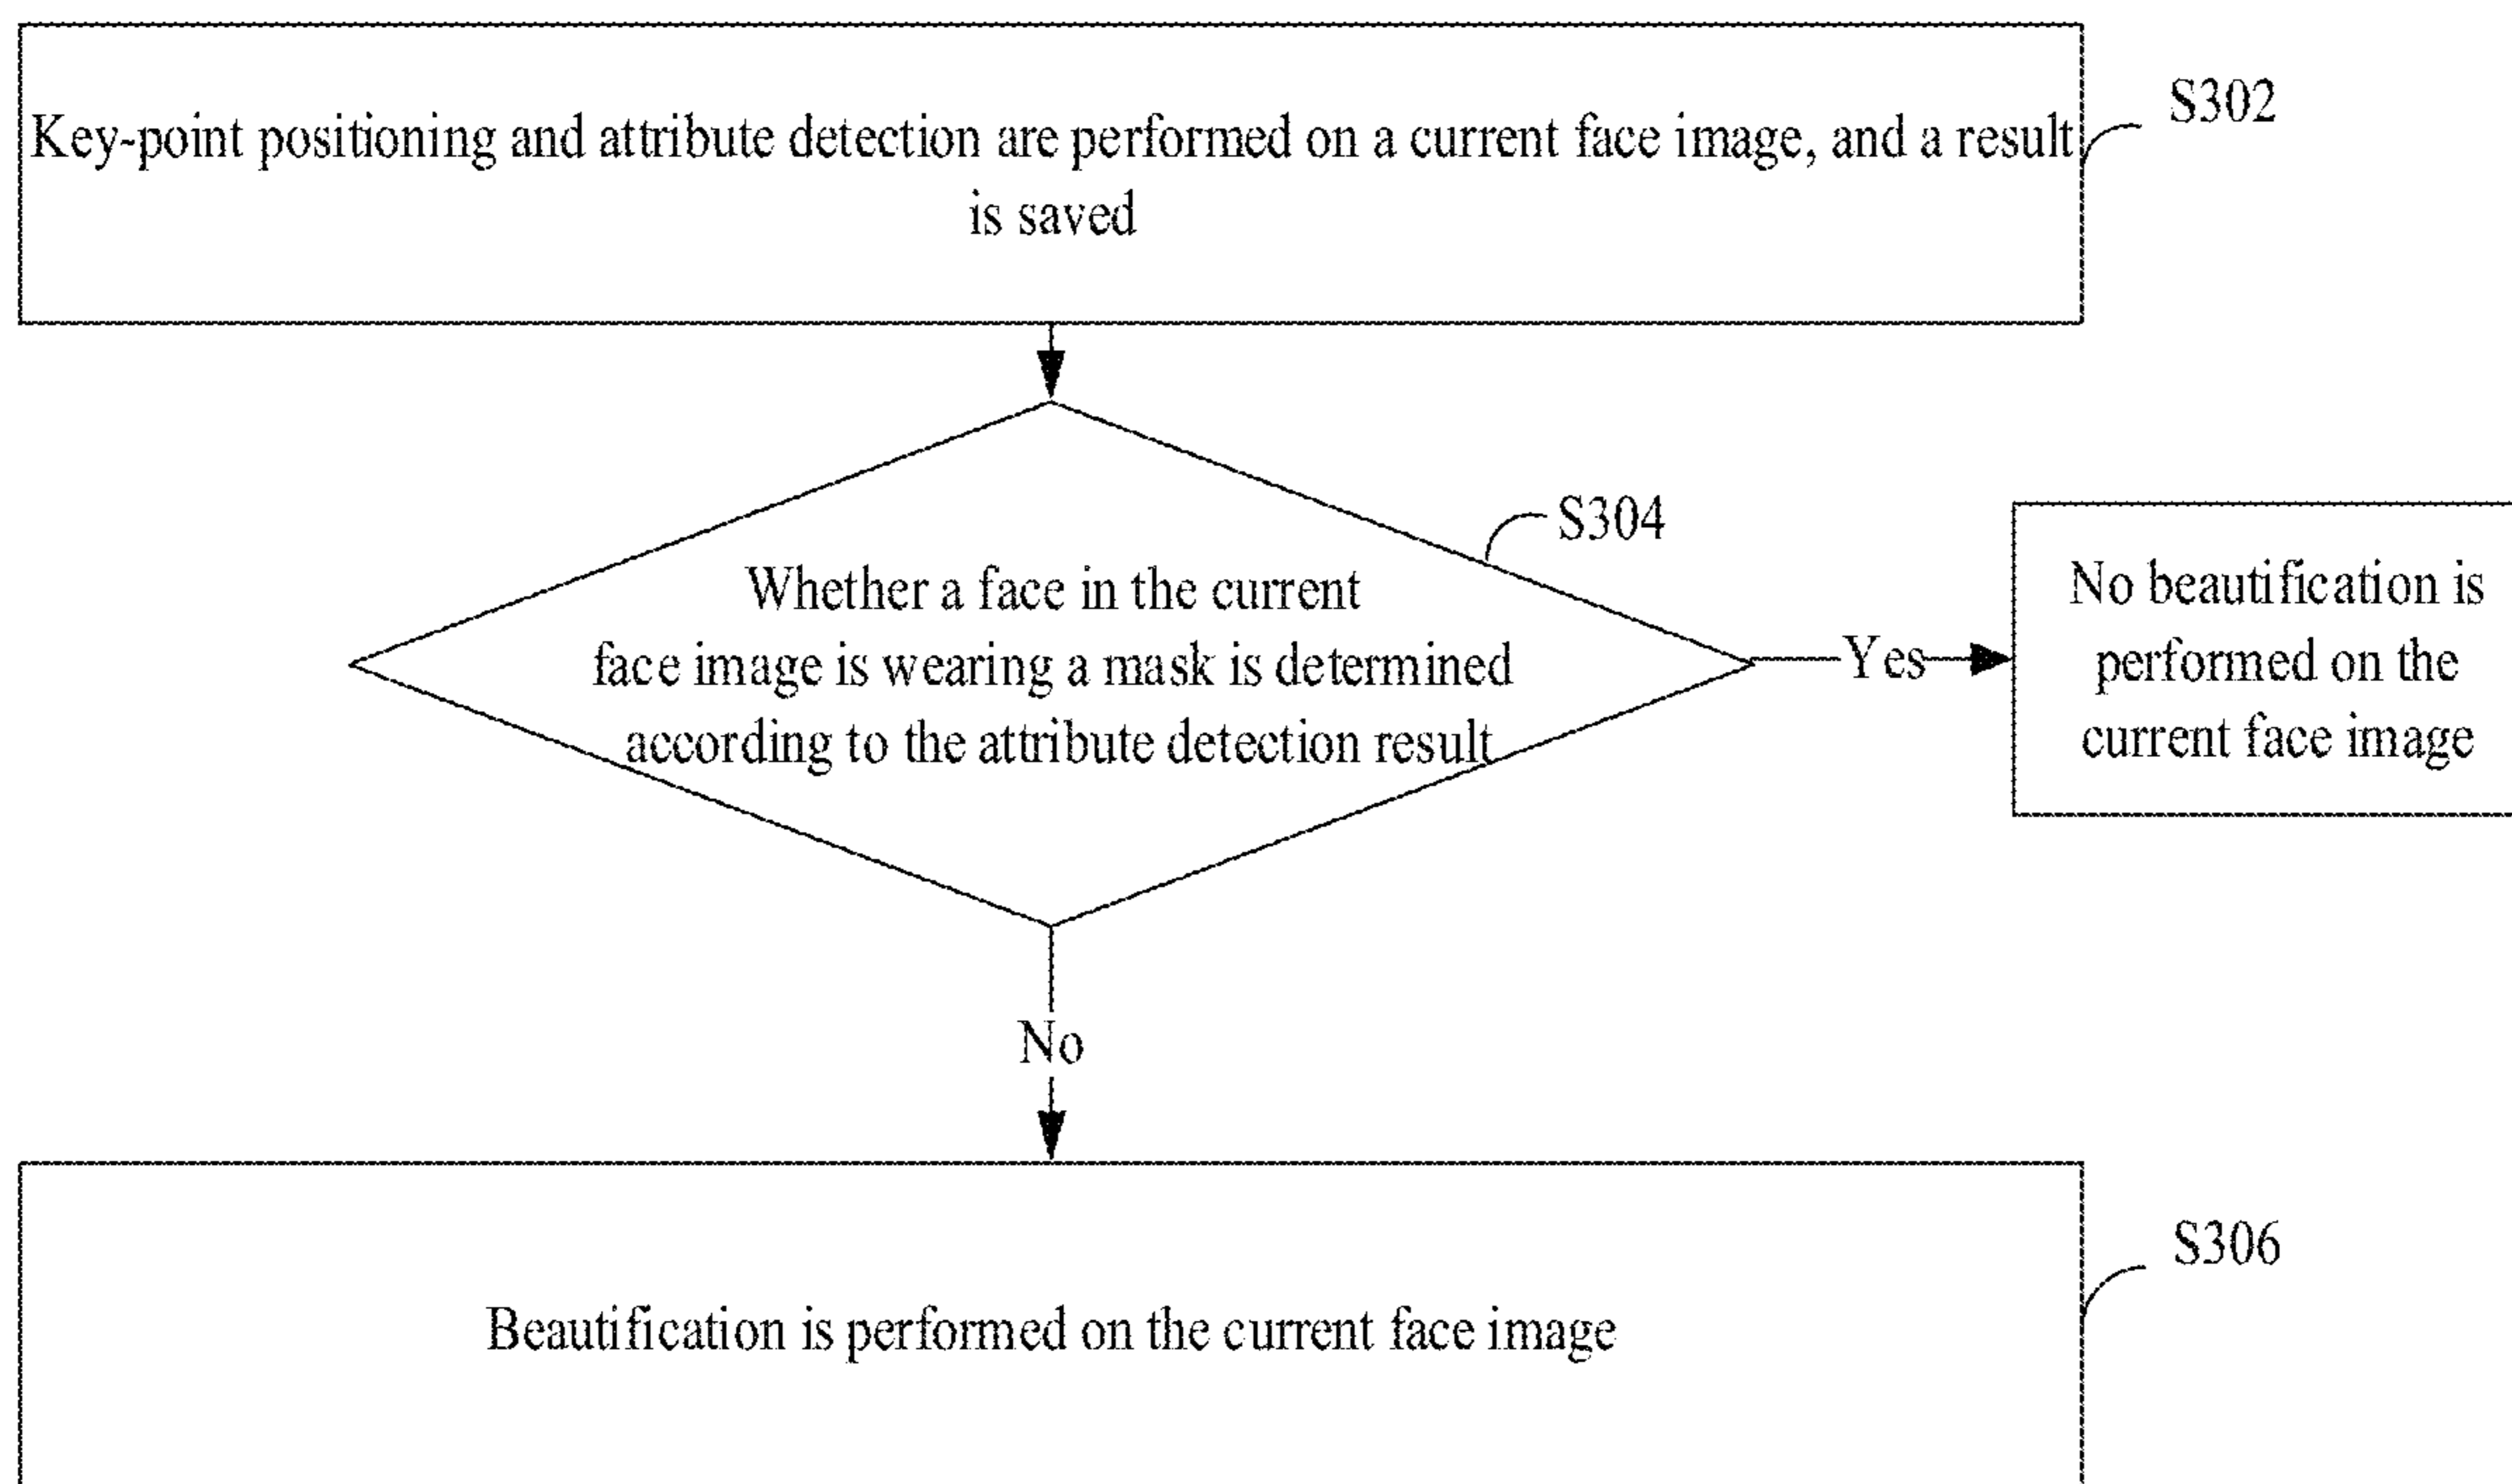 Key-point positioning and attribute detection are performed on a current face image, and a result
is saved
S302
S304
Whether a face in the current
face image is wearing a mask is determined
according to the attribute detection result
Yes
No beautification is
performed on the
current face image
No
S306
Beautification is performed on the current face image